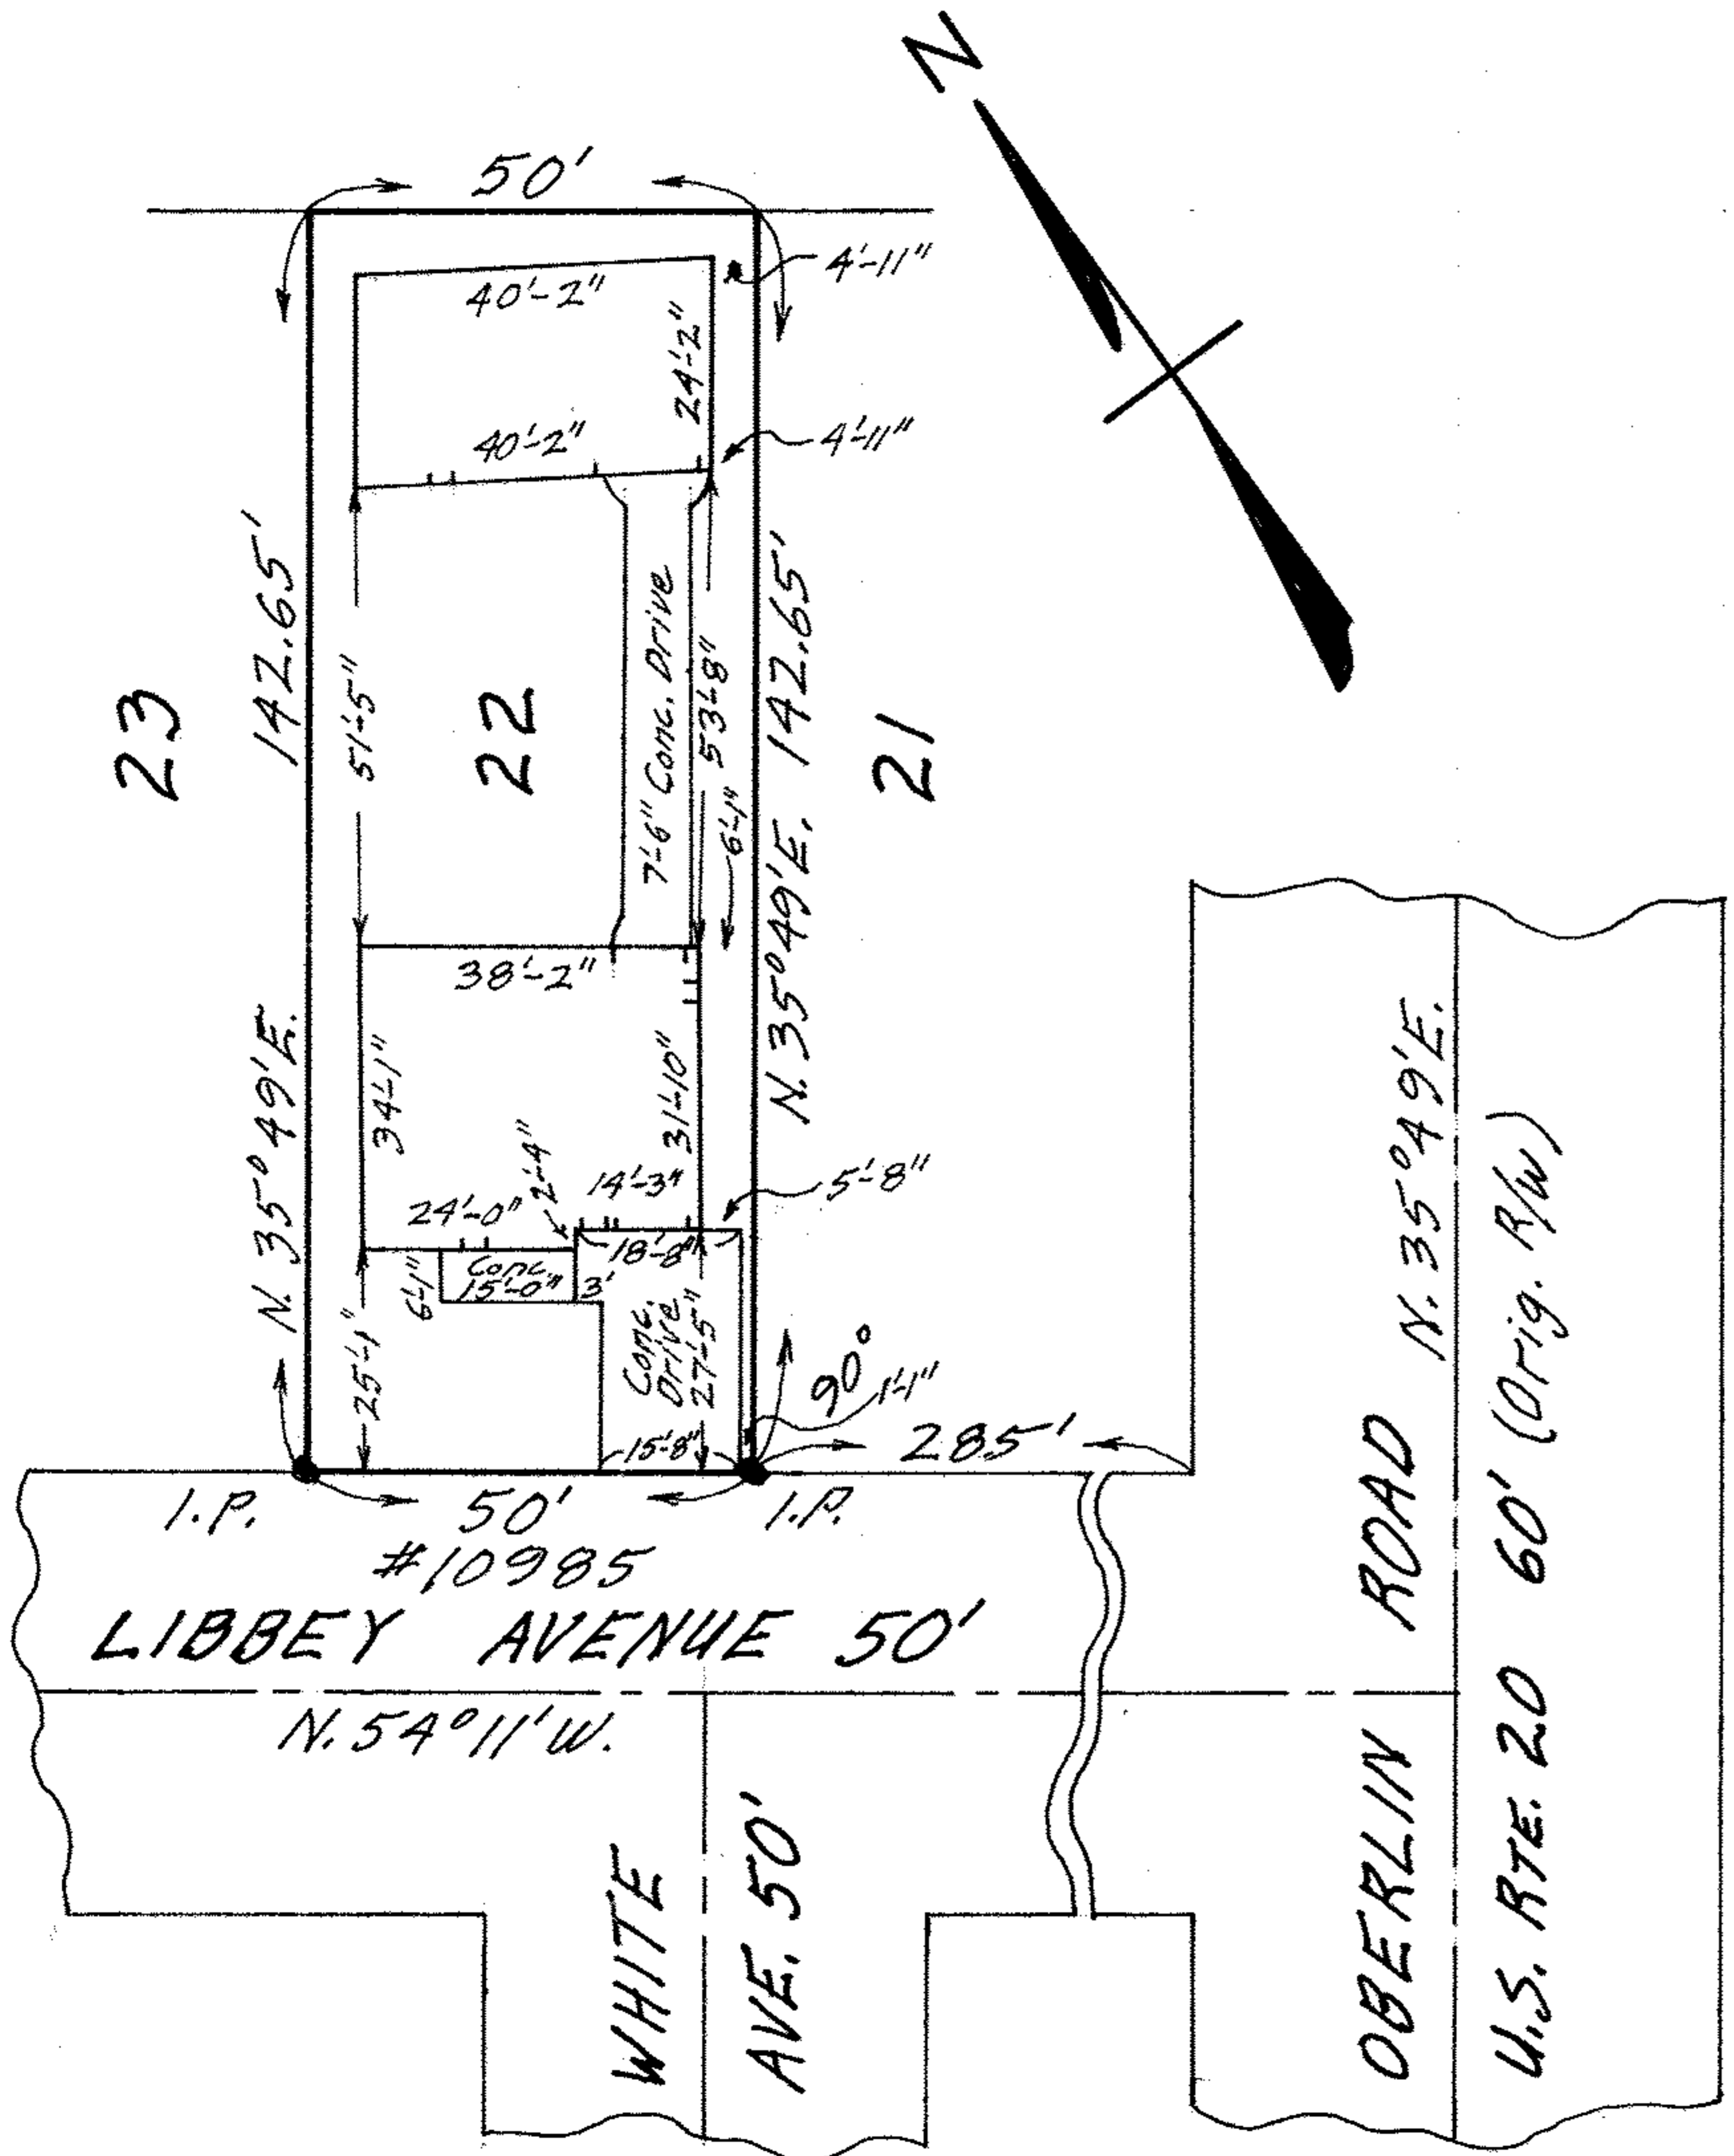 N
50'
4'-11"
40'-2"
24'-2"
40'-2"
4'-11"
23
142.65'
51'-5"
22
7'-6" Conc. Drive
53'-8"
6'-1"
N. 35° 49' E. 142.65'
21
38'-2"
N. 35° 49' E.
34'-1"
31'-10"
2'-4"
14'-3"
24'-0"
5'-8"
18'-8"
6'-1"
Conc.
15'-0"
3'
25'-1"
Conc.
Drive
27'-5"
15'-8"
90°
1'-1"
285'
I.P.
50'
I.P.
#10985
LIBBEY AVENUE 50'
N. 54° 11' W.
WHITE
AVE. 50'
OBERLIN ROAD N. 35° 49' E.
U.S. RTE. 20 60' (Orig. R/W)